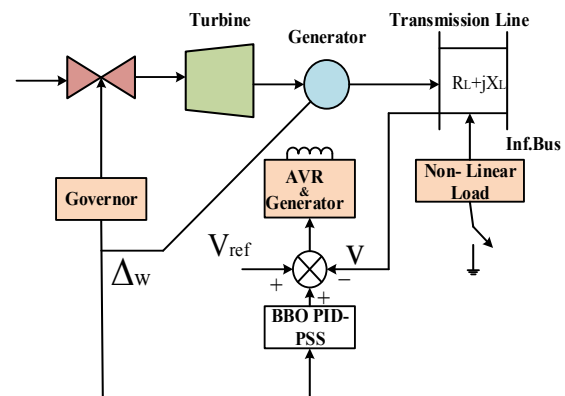 Turbine
Generator
Transmission Line
RL+jXL
Inf.Bus
Governor
AVR
&
Generator
Non- Linear
Load
Vref
V
+
−
+
Δw
BBO PID-
PSS